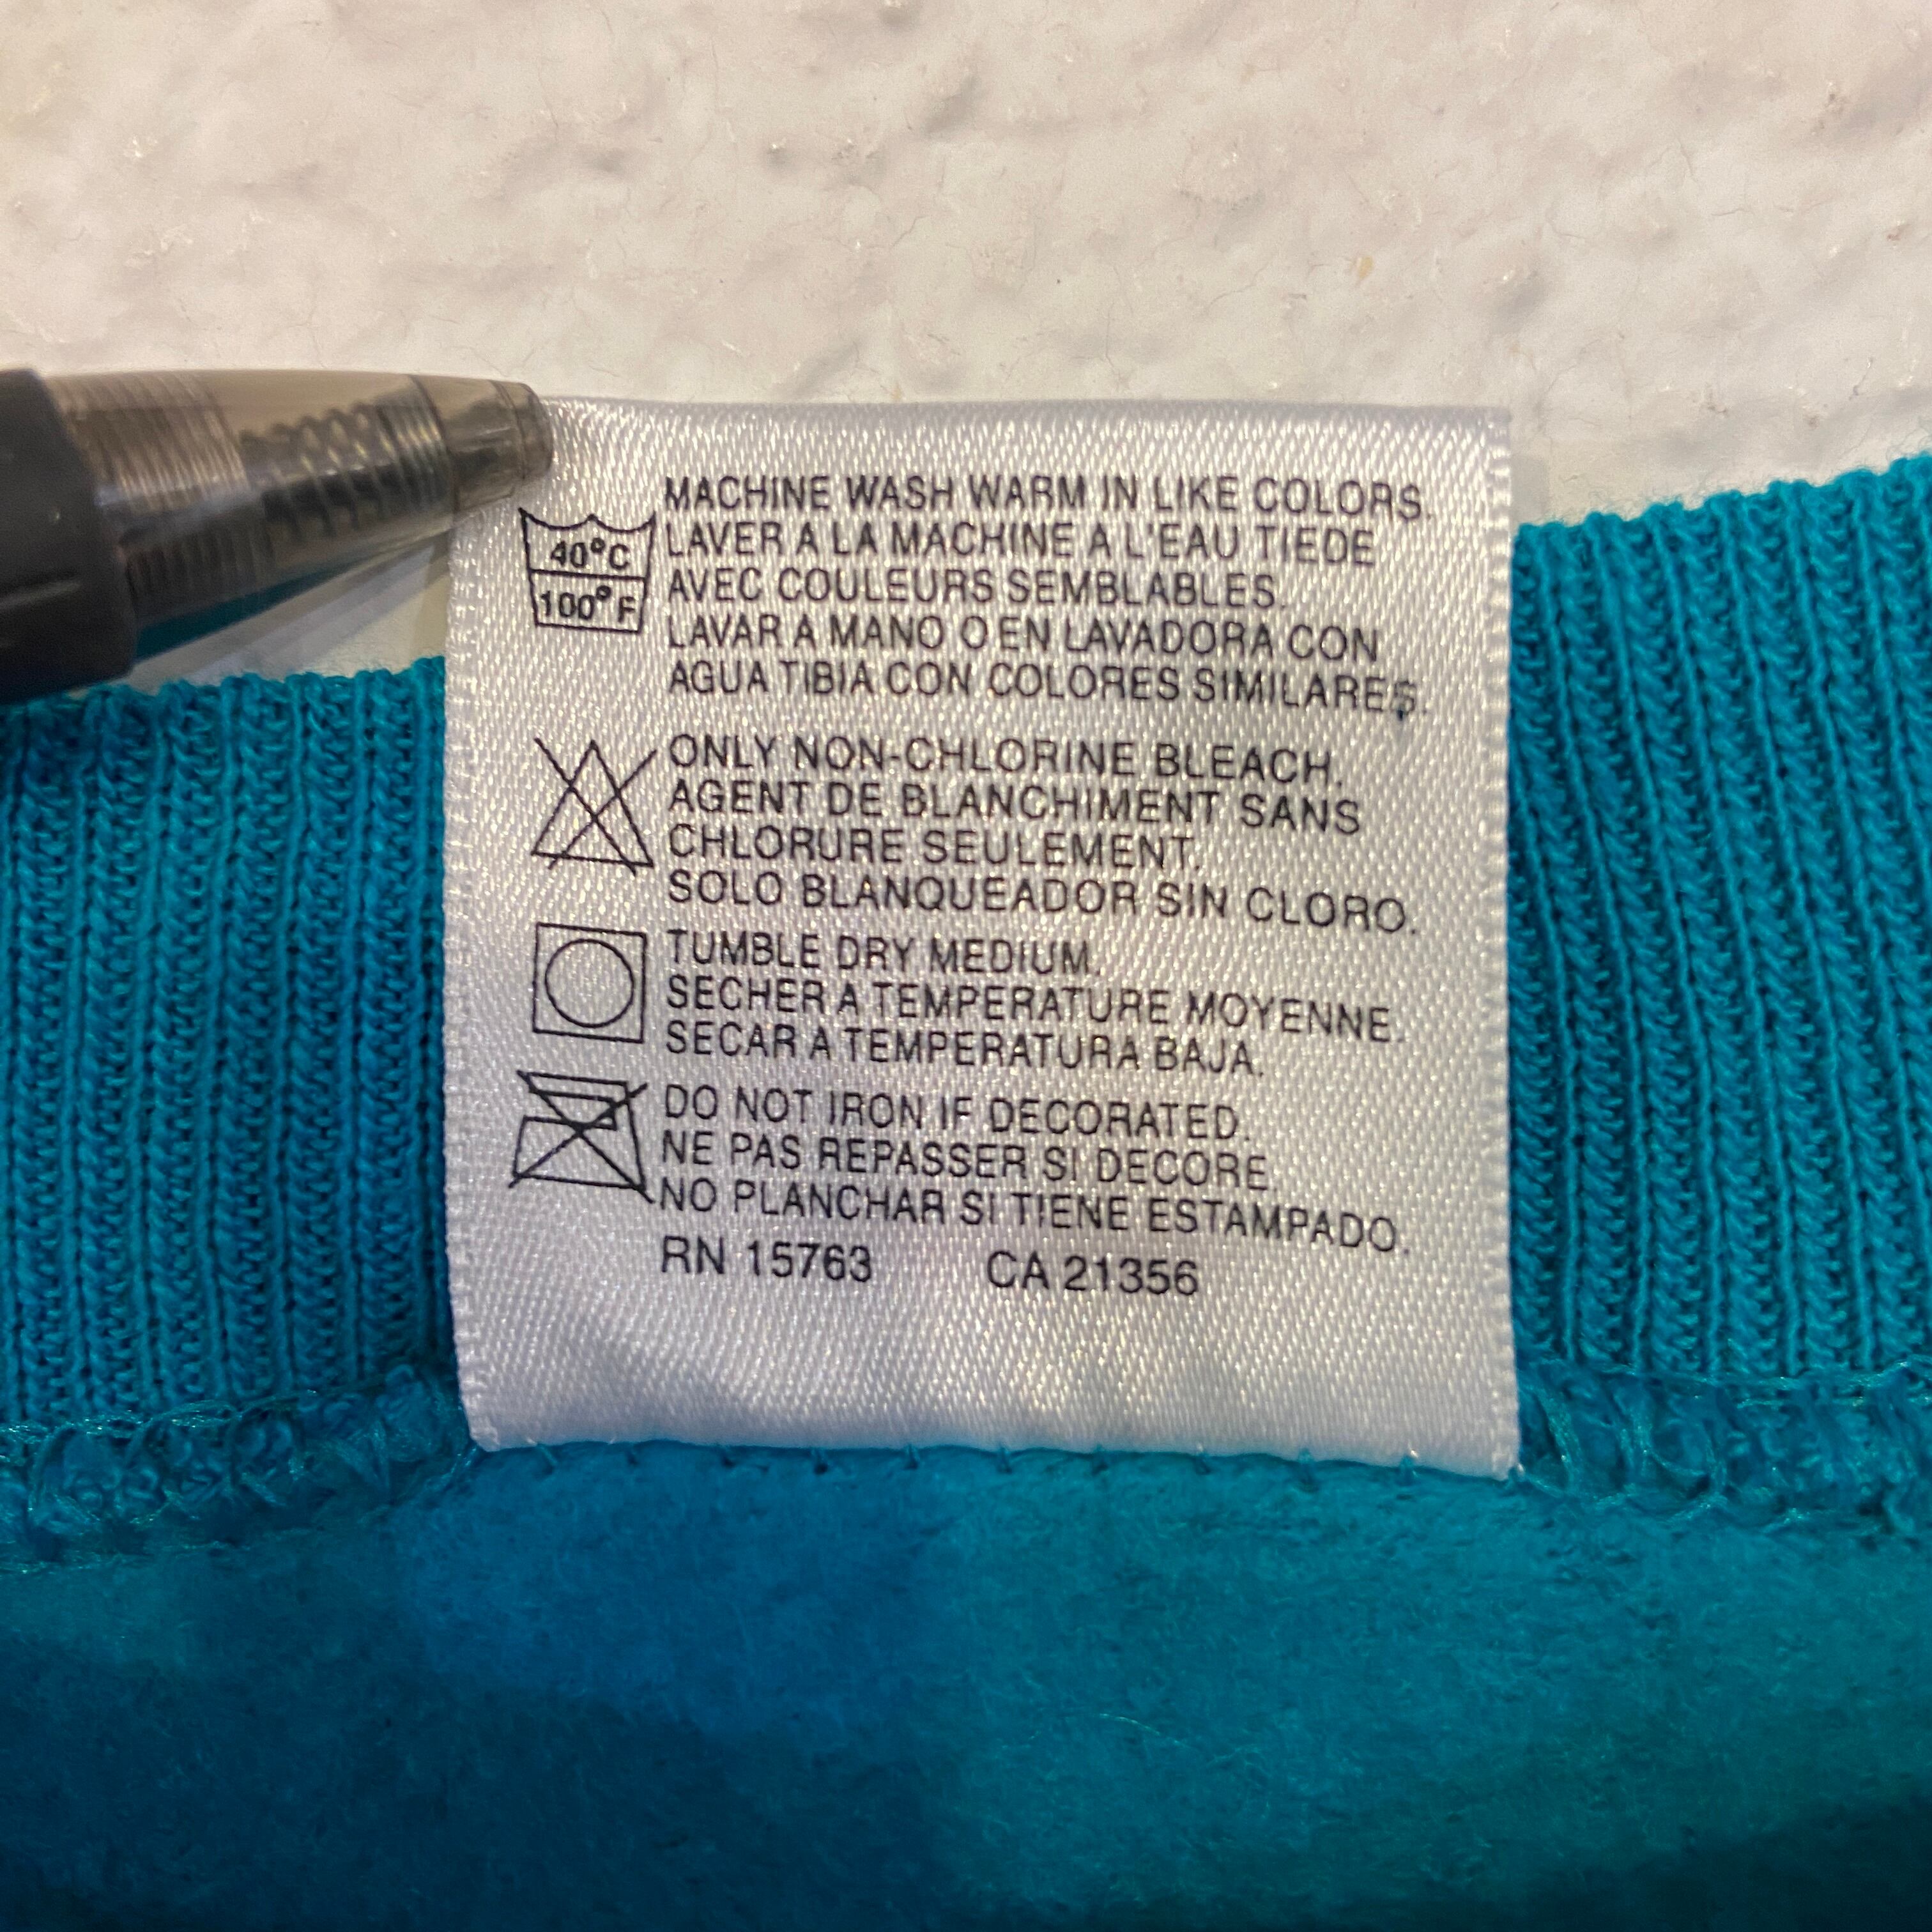 MACHINE WASH WARM IN LIKE COLORS.
40°C
100°F
LAVER A LA MACHINE A L'EAU TIEDE
AVEC COULEURS SEMBLABLES.
LAVAR A MANO O EN LAVADORA CON
AGUA TIBIA CON COLORES SIMILARES.
ONLY NON-CHLORINE BLEACH.
AGENT DE BLANCHIMENT SANS
CHLORURE SEULEMENT.
SOLO BLANQUEADOR SIN CLORO.
TUMBLE DRY MEDIUM.
SECHER A TEMPERATURE MOYENNE.
SECAR A TEMPERATURA BAJA.
DO NOT IRON IF DECORATED.
NE PAS REPASSER SI DECORE.
NO PLANCHAR SI TIENE ESTAMPADO.
RN 15763 CA 21356